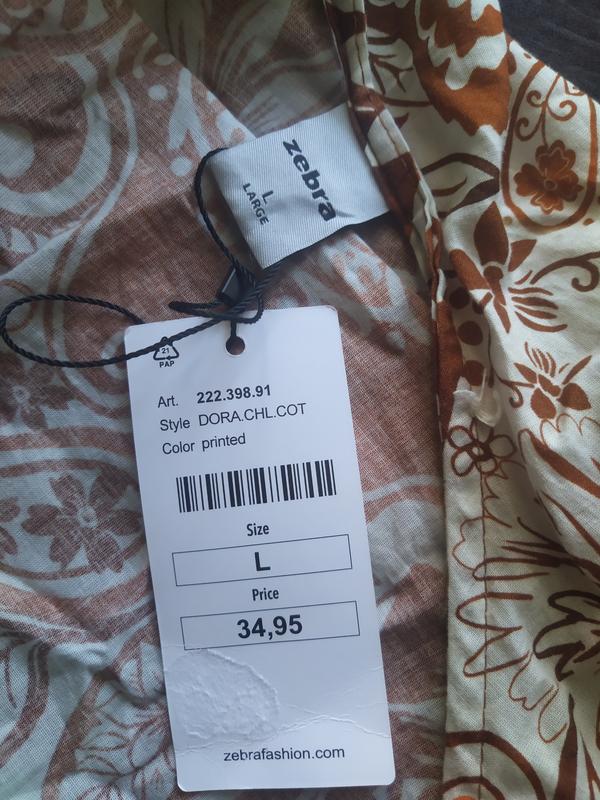 zebra
L
LARGE
21
PAP
Art. 222.398.91
Style DORA.CHL.COT
Color printed
Size
L
Price
34,95
zebrafashion.com